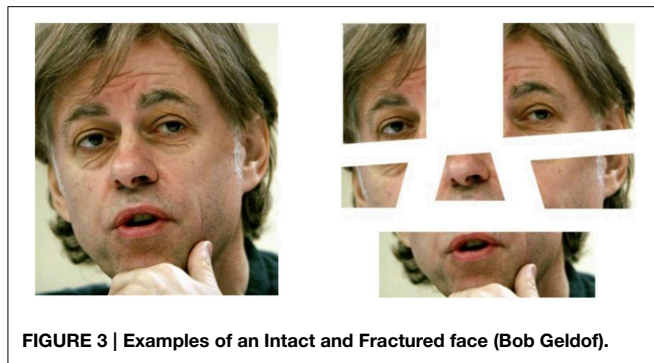 FIGURE 3 | Examples of an Intact and Fractured face (Bob Geldof).